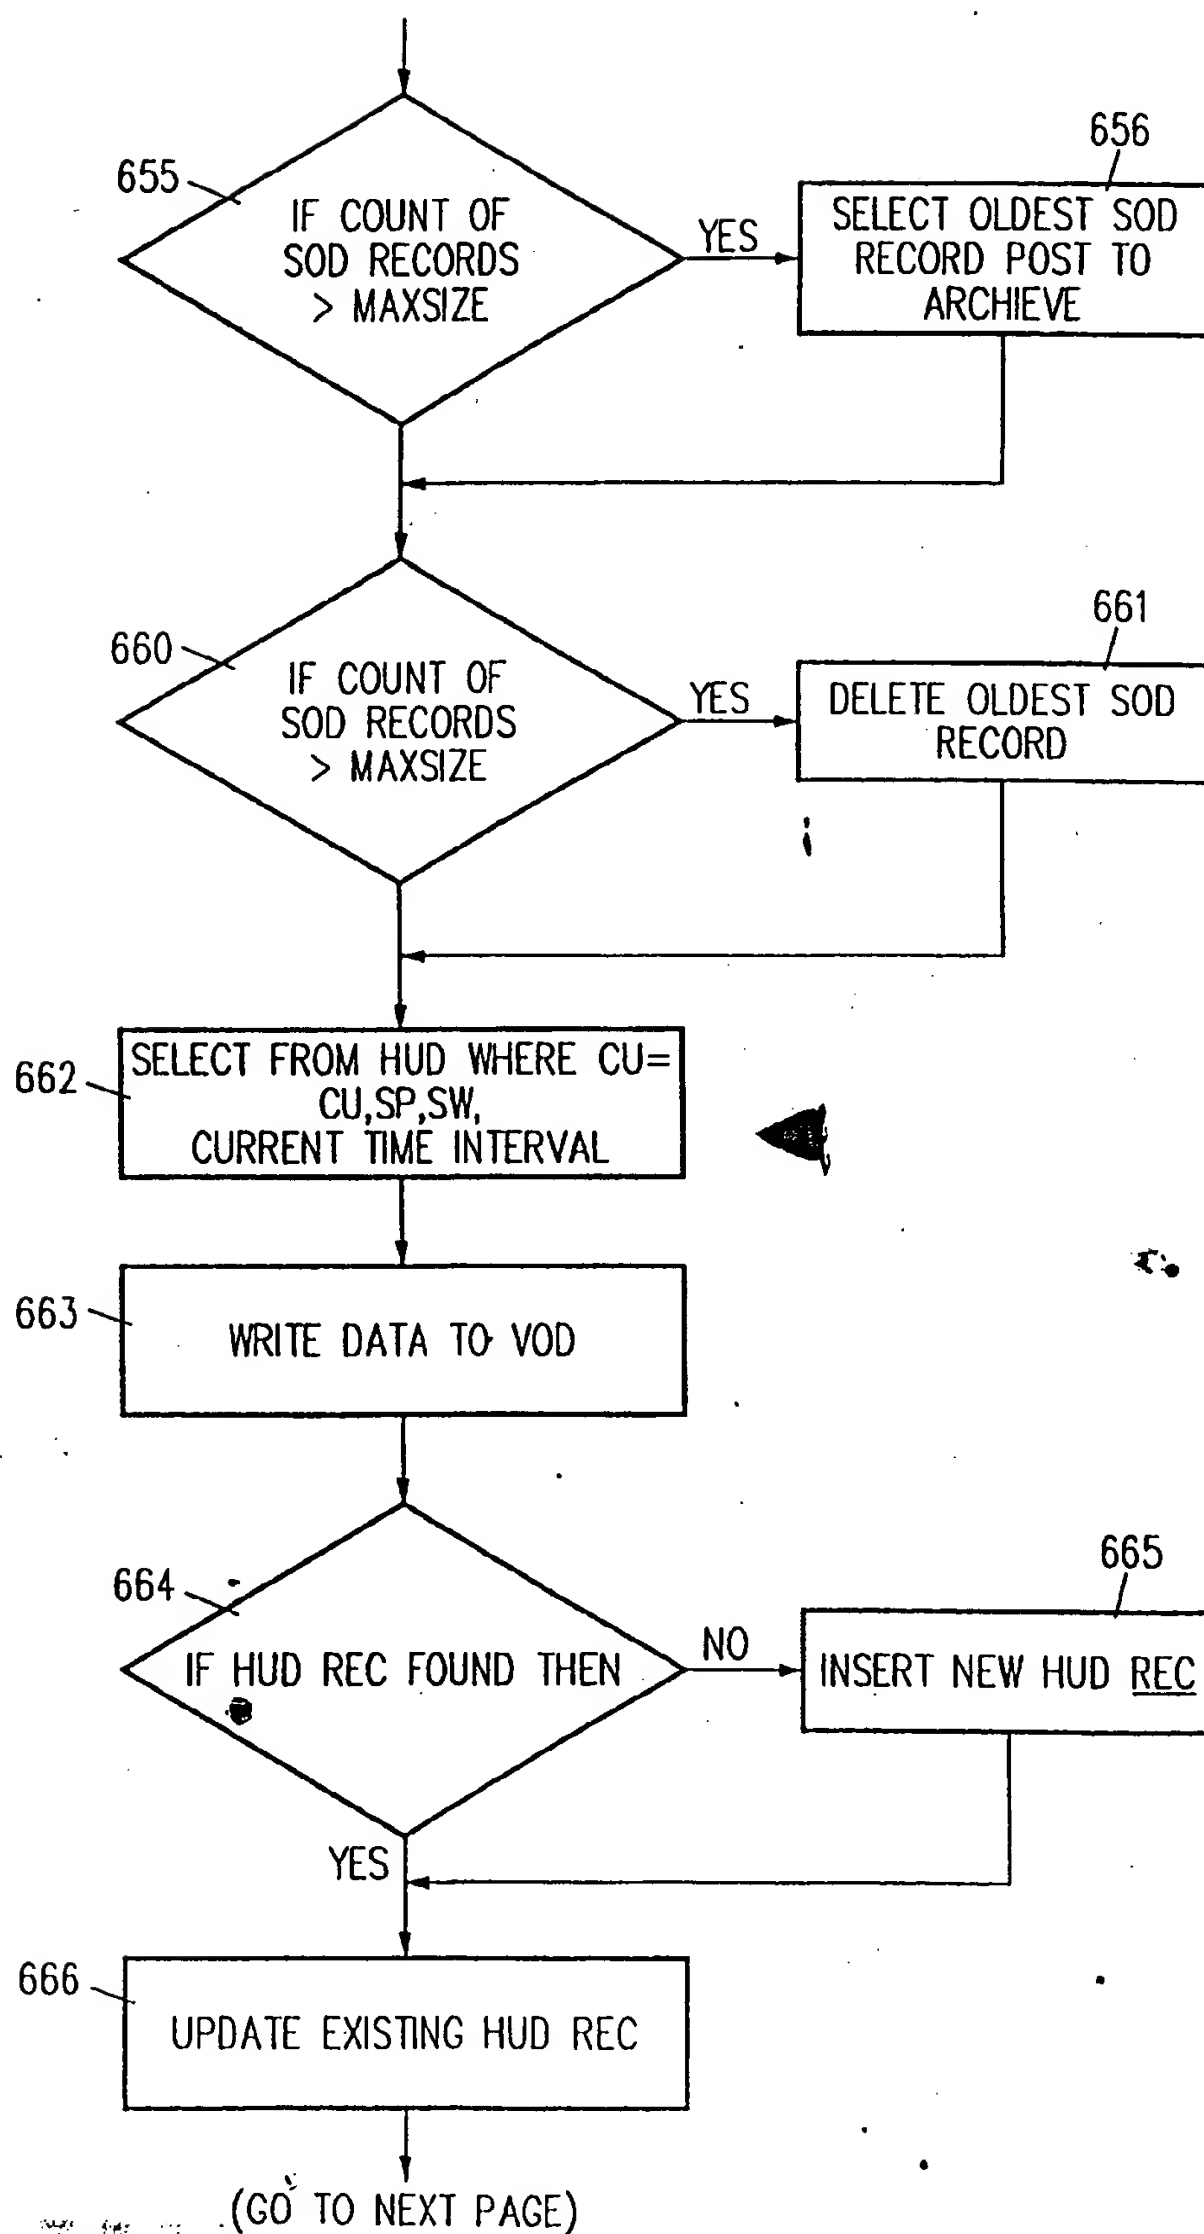 655
IF COUNT OF
SOD RECORDS
> MAXSIZE
YES
656
SELECT OLDEST SOD
RECORD POST TO
ARCHIEVE
660
IF COUNT OF
SOD RECORDS
> MAXSIZE
YES
661
DELETE OLDEST SOD
RECORD
662
SELECT FROM HUD WHERE CU=
CU,SP,SW,
CURRENT TIME INTERVAL
663
WRITE DATA TO VOD
664
IF HUD REC FOUND THEN
NO
665
INSERT NEW HUD REC
YES
666
UPDATE EXISTING HUD REC
(GO TO NEXT PAGE)